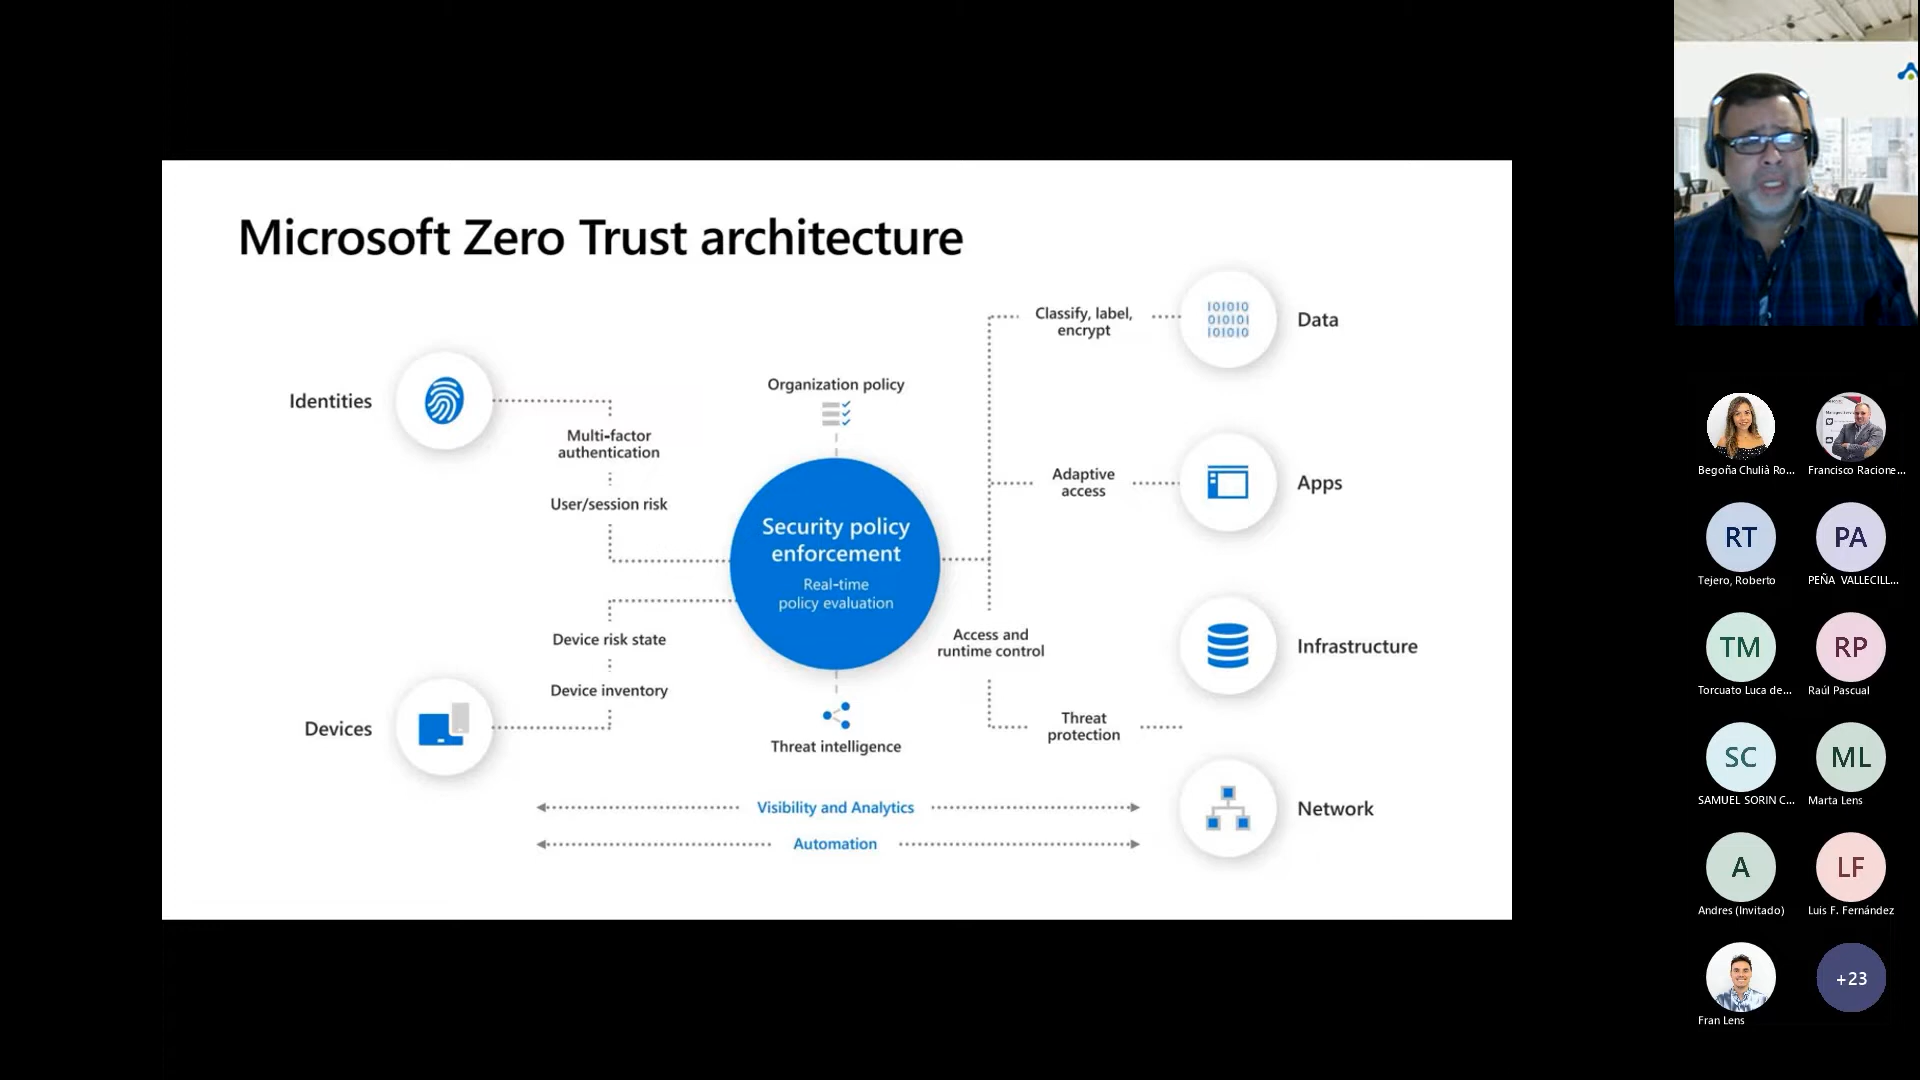 Microsoft Zero Trust architecture
Identities
Multi-factor
authentication
User/session risk
Device risk state
Device inventory
Devices
Organization policy
Security policy
enforcement
Real-time
policy evaluation
Threat intelligence
Classify, label,
encrypt
Data
101010
010101
101010
Adaptive
access
Apps
Access and
runtime control
Infrastructure
Threat
protection
Network
Visibility and Analytics
Automation
Begoña Chulià Ro...
Francisco Racione...
RT
Tejero, Roberto
PA
PEÑA VALLECILL...
TM
Torcuato Luca de...
RP
Raúl Pascual
SC
SAMUEL SORIN C...
ML
Marta Lens
A
Andres (Invitado)
LF
Luis F. Fernández
Fran Lens
+23